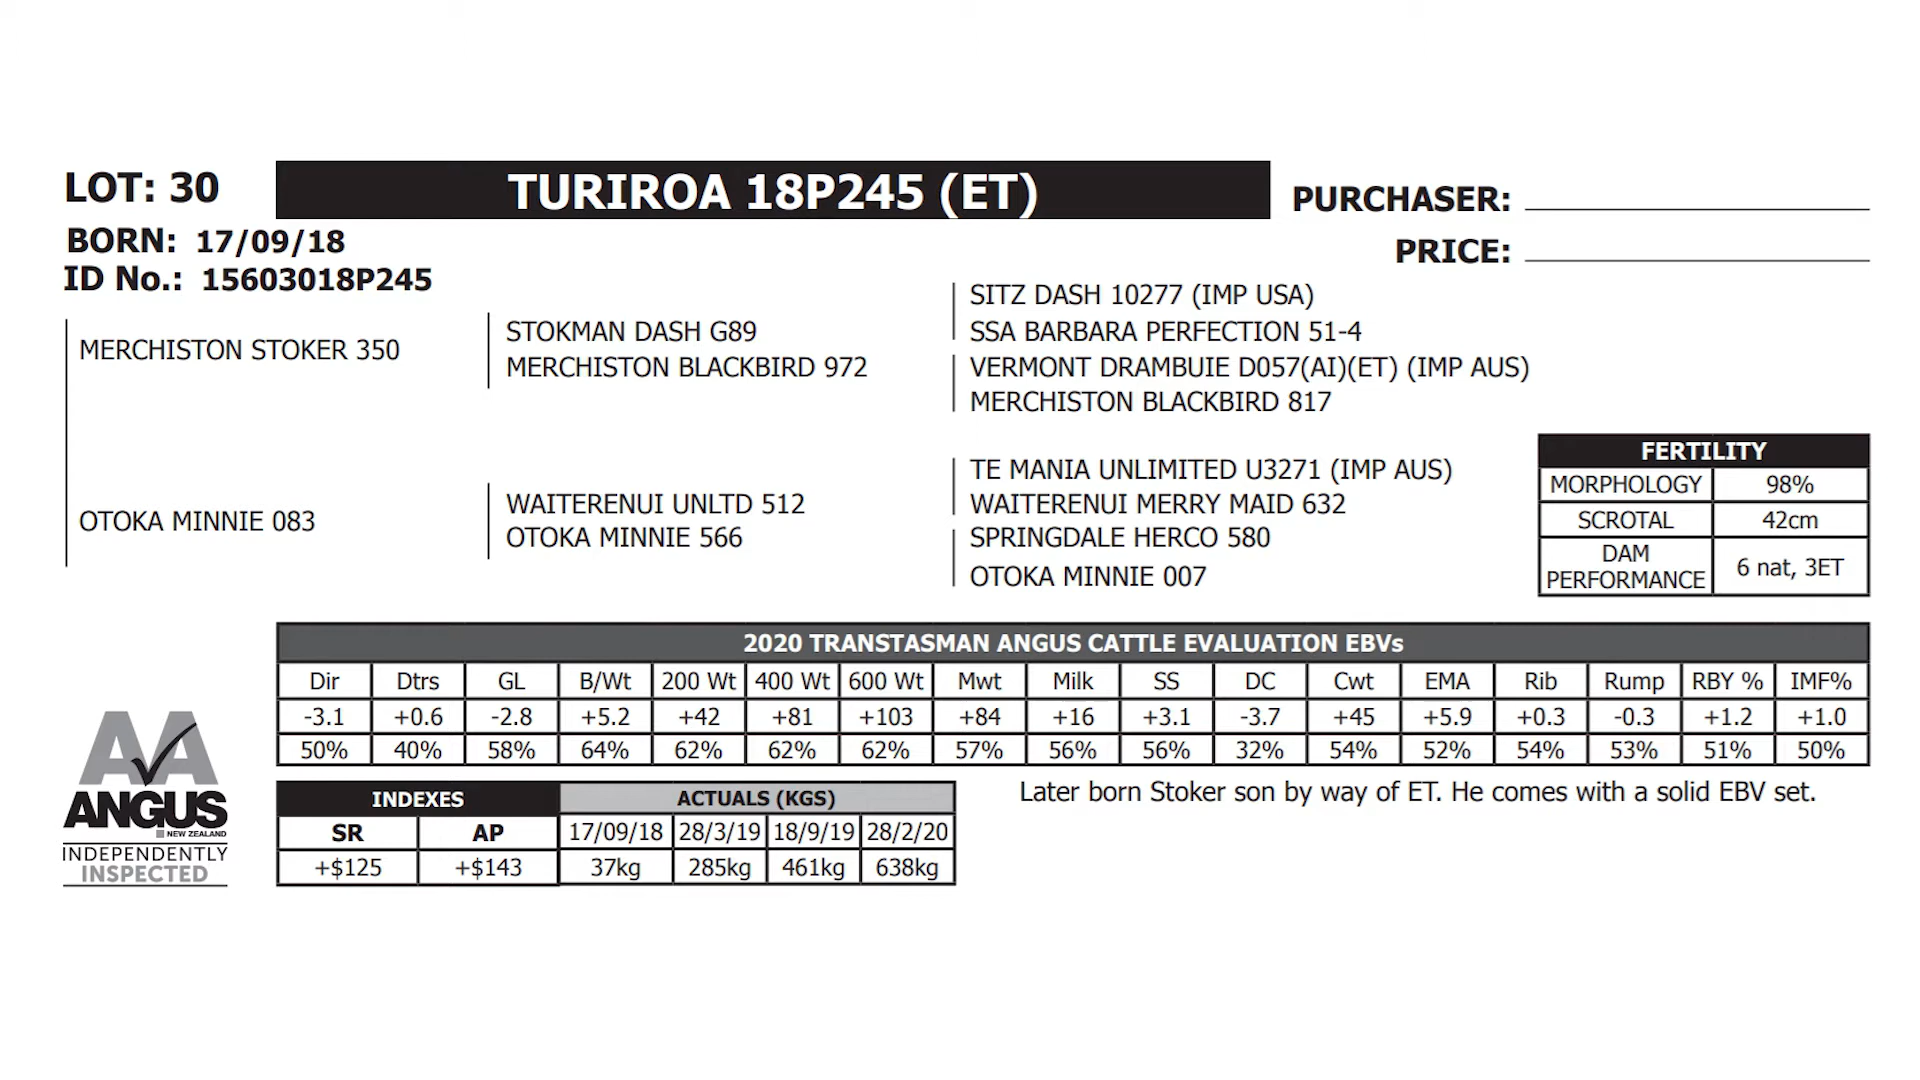 LOT: 30
TURIROA 18P245 (ET)
PURCHASER:
BORN: 17/09/18
PRICE:
ID No.: 15603018P245
MERCHISTON STOKER 350
STOKMAN DASH G89
MERCHISTON BLACKBIRD 972
SITZ DASH 10277 (IMP USA)
SSA BARBARA PERFECTION 51-4
VERMONT DRAMBUIE D057(AI)(ET) (IMP AUS)
MERCHISTON BLACKBIRD 817
OTOKA MINNIE 083
WAITERENUI UNLTD 512
OTOKA MINNIE 566
TE MANIA UNLIMITED U3271 (IMP AUS)
WAITERENUI MERRY MAID 632
SPRINGDALE HERCO 580
OTOKA MINNIE 007
FERTILITY
MORPHOLOGY 98%
SCROTAL 42cm
DAM
PERFORMANCE 6 nat, 3ET
2020 TRANSTASMAN ANGUS CATTLE EVALUATION EBVs
Dir Dtrs GL B/Wt 200 Wt 400 Wt 600 Wt Mwt Milk SS DC Cwt EMA Rib Rump RBY % IMF%
-3.1 +0.6 -2.8 +5.2 +42 +81 +103 +84 +16 +3.1 -3.7 +45 +5.9 +0.3 -0.3 +1.2 +1.0
50% 40% 58% 64% 62% 62% 62% 57% 56% 56% 32% 54% 52% 54% 53% 51% 50%
INDEXES ACTUALS (KGS)
SR AP 17/09/18 28/3/19 18/9/19 28/2/20
+$125 +$143 37kg 285kg 461kg 638kg
Later born Stoker son by way of ET. He comes with a solid EBV set.
AA
ANGUS
NEW ZEALAND
INDEPENDENTLY
INSPECTED